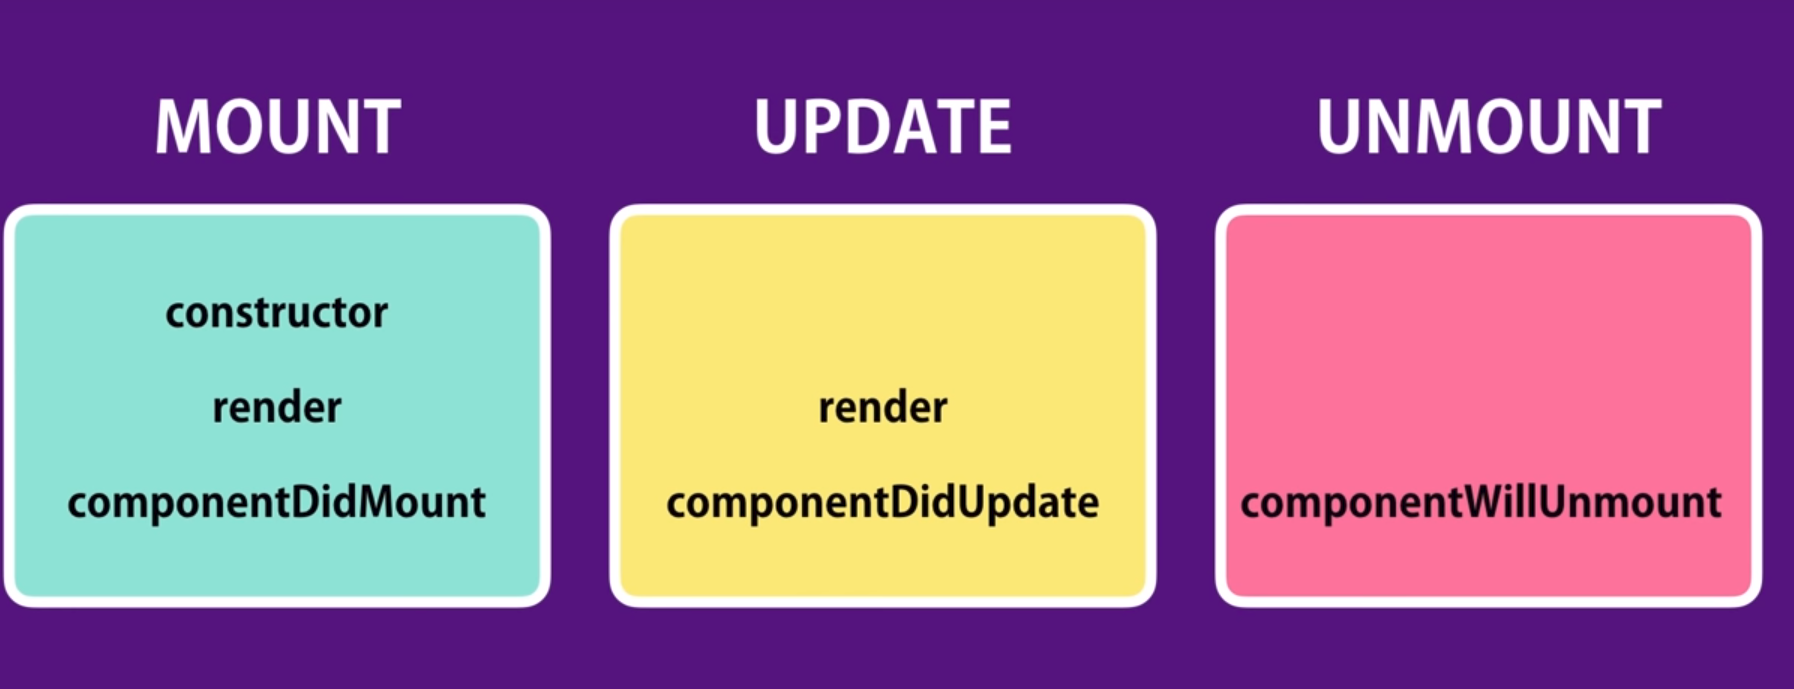 MOUNT
constructor
render
componentDidMount
UPDATE
render
componentDidUpdate
UNMOUNT
componentWillUnmount